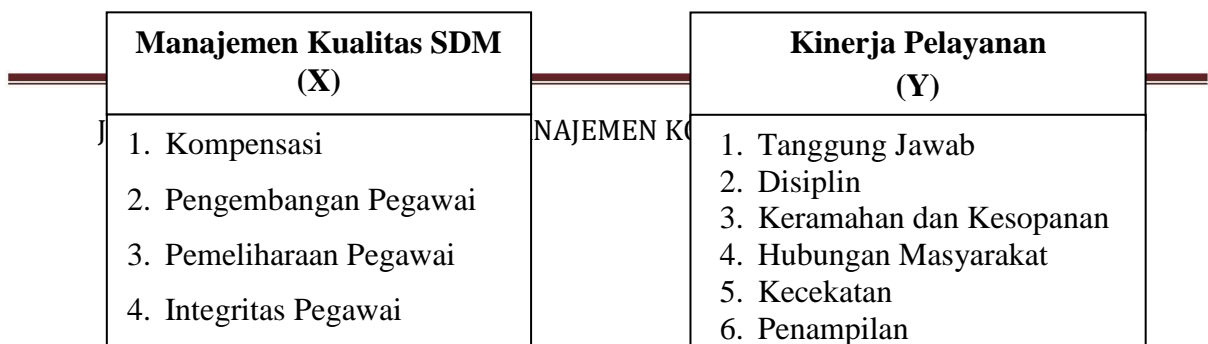 Manajemen Kualitas SDM
(X)
1. Kompensasi
2. Pengembangan Pegawai
3. Pemeliharaan Pegawai
4. Integritas Pegawai
Kinerja Pelayanan
(Y)
1. Tanggung Jawab
2. Disiplin
3. Keramahan dan Kesopanan
4. Hubungan Masyarakat
5. Kecekatan
6. Penampilan